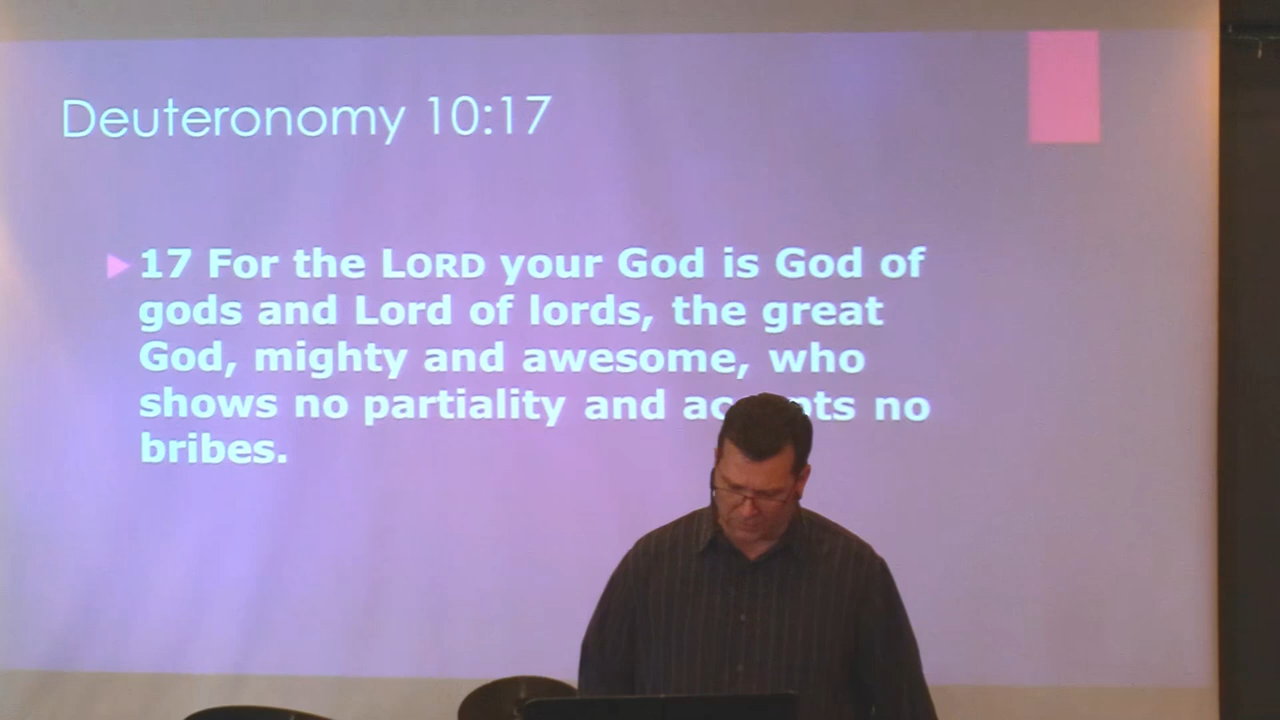 Deuteronomy 10:17
17 For the LORD your God is God of
gods and Lord of lords, the great
God, mighty and awesome, who
shows no partiality and accepts no
bribes.